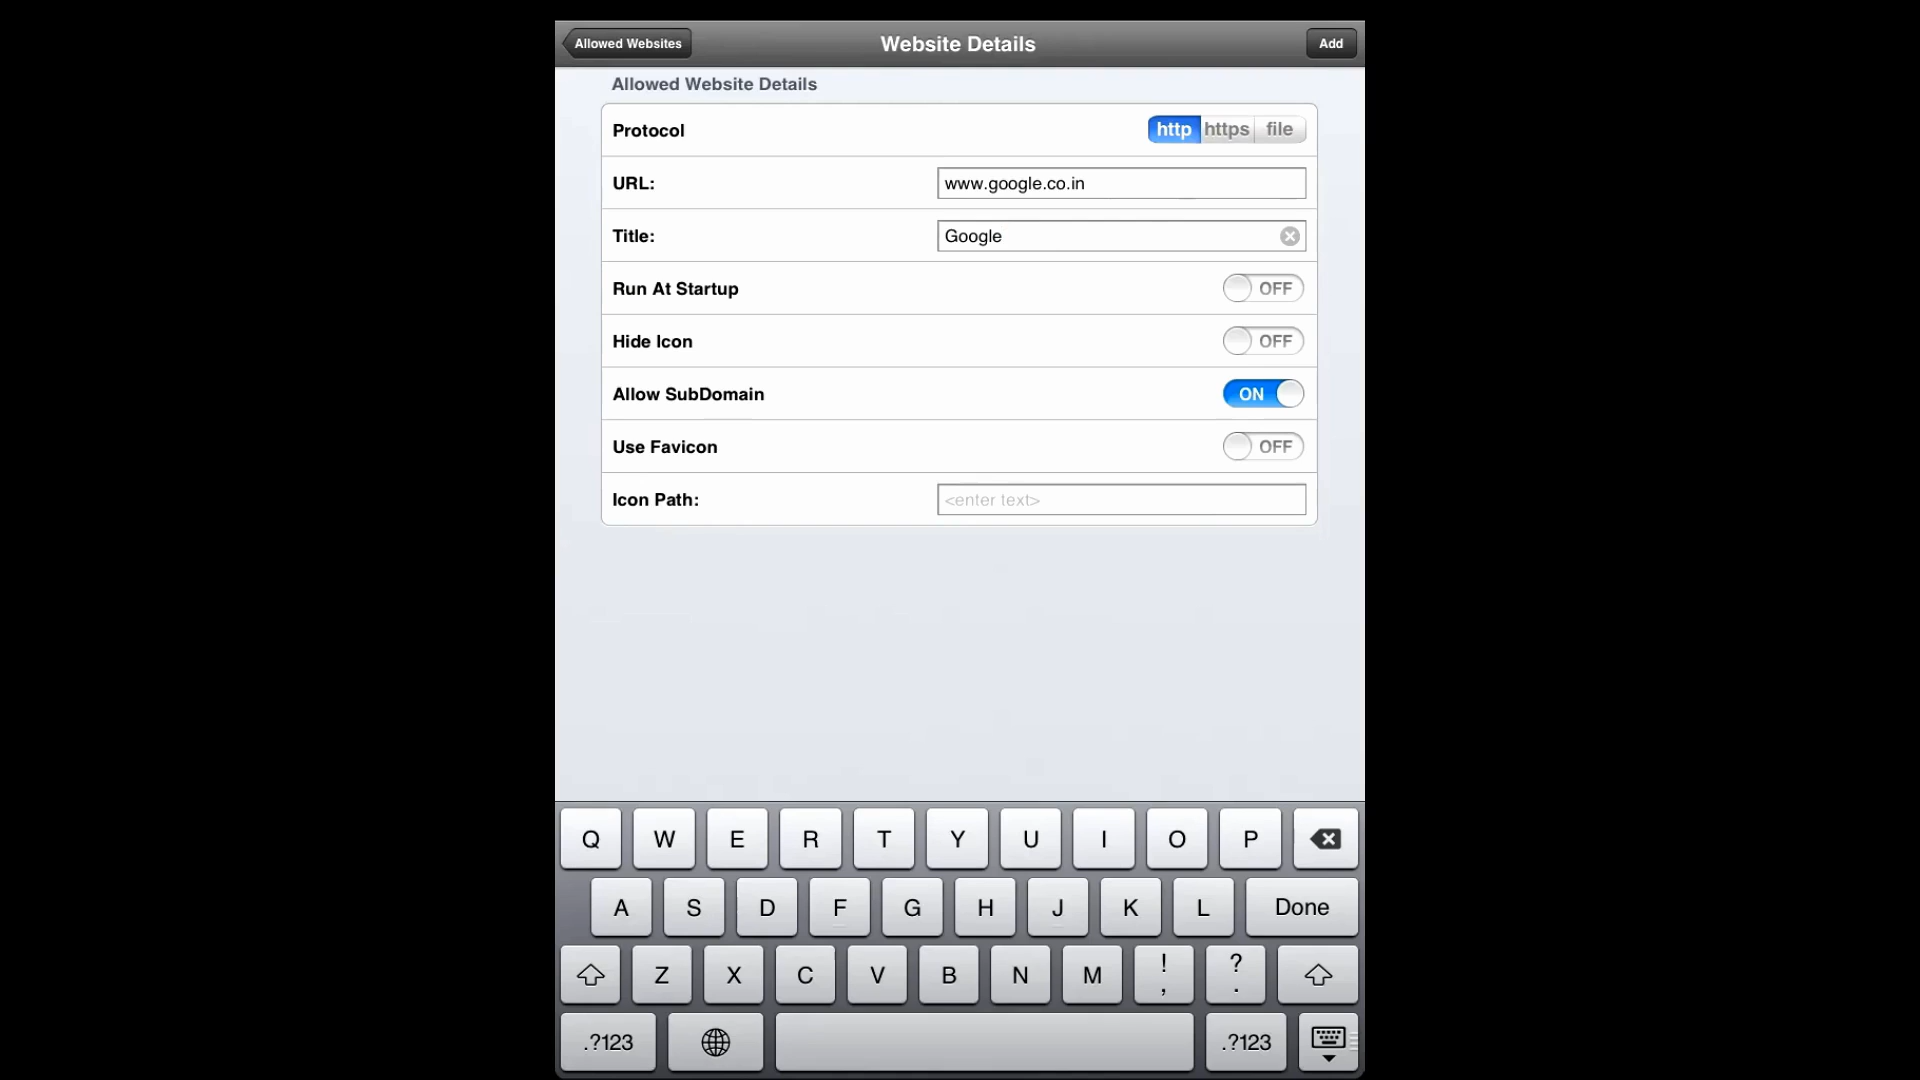 Allowed Websites Website Details Add
Allowed Website Details
Protocol http https file
URL: www.google.co.in
Title: Google
Run At Startup OFF
Hide Icon OFF
Allow SubDomain ON
Use Favicon OFF
Icon Path: <enter text>
Q W E R T Y U I O P
A S D F G H J K L Done
Z X C V B N M ! , ? .
.?123 .?123